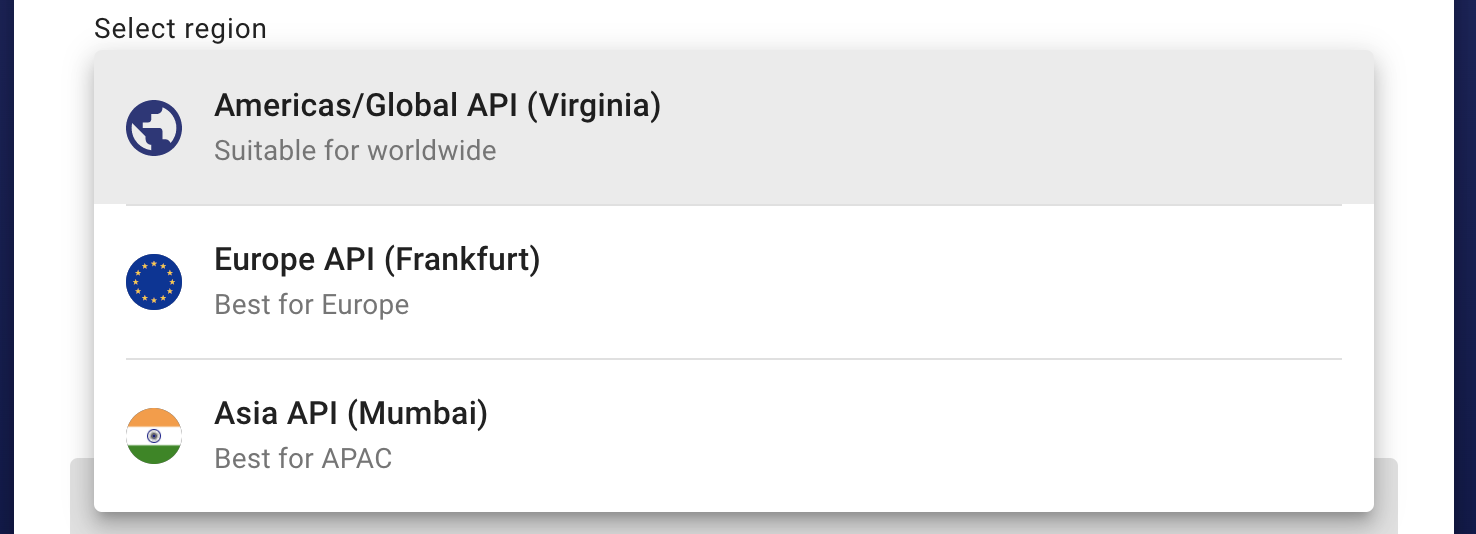 Select region
Americas/Global API (Virginia)
Suitable for worldwide
Europe API (Frankfurt)
Best for Europe
Asia API (Mumbai)
Best for APAC